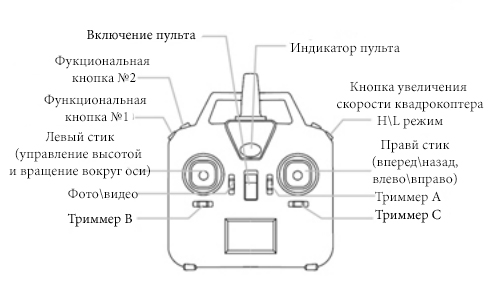 Включение пульта
Индикатор пульта
Фукциональная
кнопка №2
Функциональная
кнопка №1
Левый стик
(управление высотой
и вращение вокруг оси)
Фото\видео
Триммер B
Кнопка увеличения
скорости квадрокоптера
H\L режим
Правй стик
(вперед\назад,
влево\вправо)
Триммер A
Триммер C